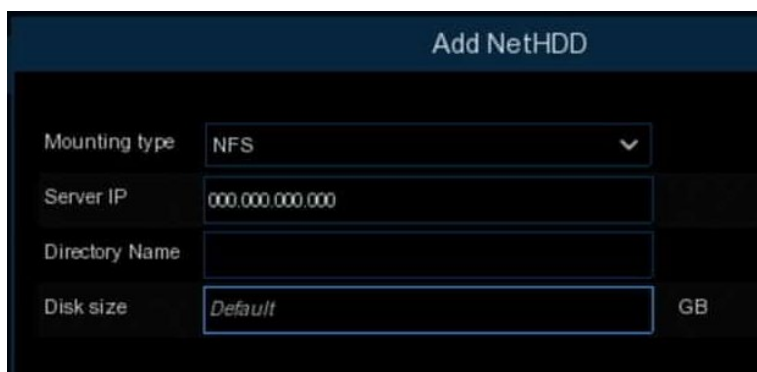 Add NetHDD
Mounting type NFS
Server IP 000.000.000.000
Directory Name
Disk size Default GB